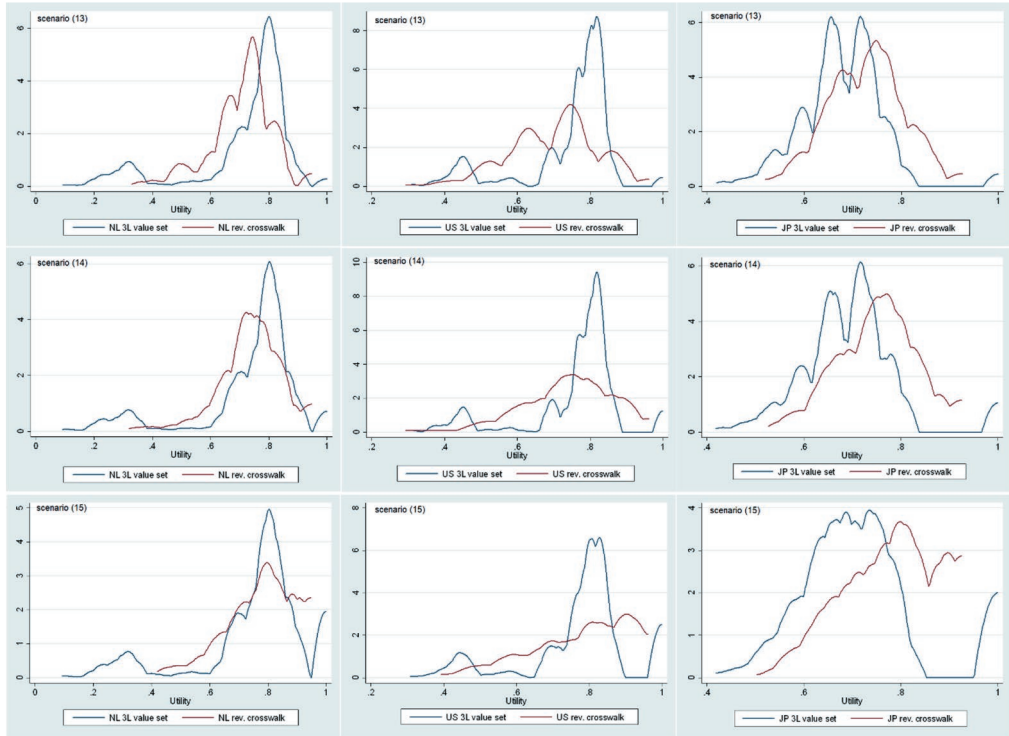 scenario (13)
6
4
2
0
0 .2 .4 .6 .8 1
Utility
NL 3L value set NL rev. crosswalk
scenario (13)
8
6
4
2
0
.2 .4 .6 .8 1
Utility
US 3L value set US rev. crosswalk
scenario (13)
6
4
2
0
.4 .6 .8 1
Utility
JP 3L value set JP rev. crosswalk
scenario (14)
6
4
2
0
0 .2 .4 .6 .8 1
Utility
NL 3L value set NL rev. crosswalk
scenario (14)
10
8
6
4
2
0
.2 .4 .6 .8 1
Utility
US 3L value set US rev. crosswalk
scenario (14)
6
4
2
0
.4 .6 .8 1
Utility
JP 3L value set JP rev. crosswalk
scenario (15)
5
4
3
2
1
0
0 .2 .4 .6 .8 1
Utility
NL 3L value set NL rev. crosswalk
scenario (15)
8
6
4
2
0
.2 .4 .6 .8 1
Utility
US 3L value set US rev. crosswalk
scenario (15)
4
3
2
1
0
.4 .6 .8 1
Utility
JP 3L value set JP rev. crosswalk